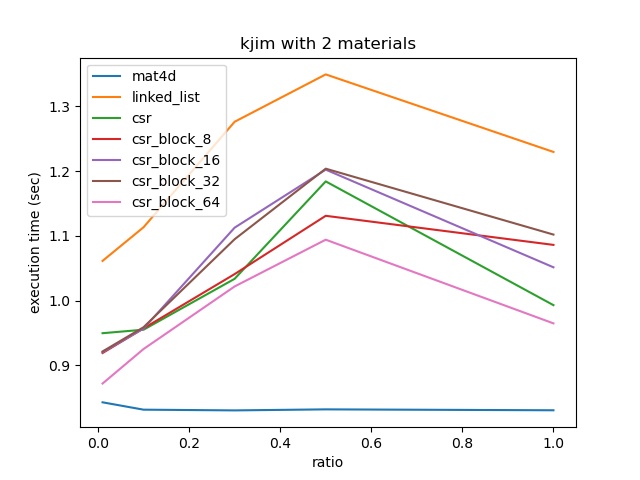 kjim with 2 materials
mat4d
linked_list
csr
csr_block_8
csr_block_16
csr_block_32
csr_block_64
execution time (sec)
1.3
1.2
1.1
1.0
0.9
0.0 0.2 0.4 0.6 0.8 1.0
ratio